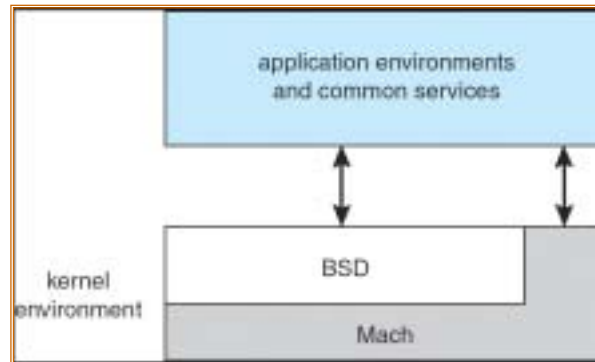 application environments
and common services
BSD
kernel
environment
Mach